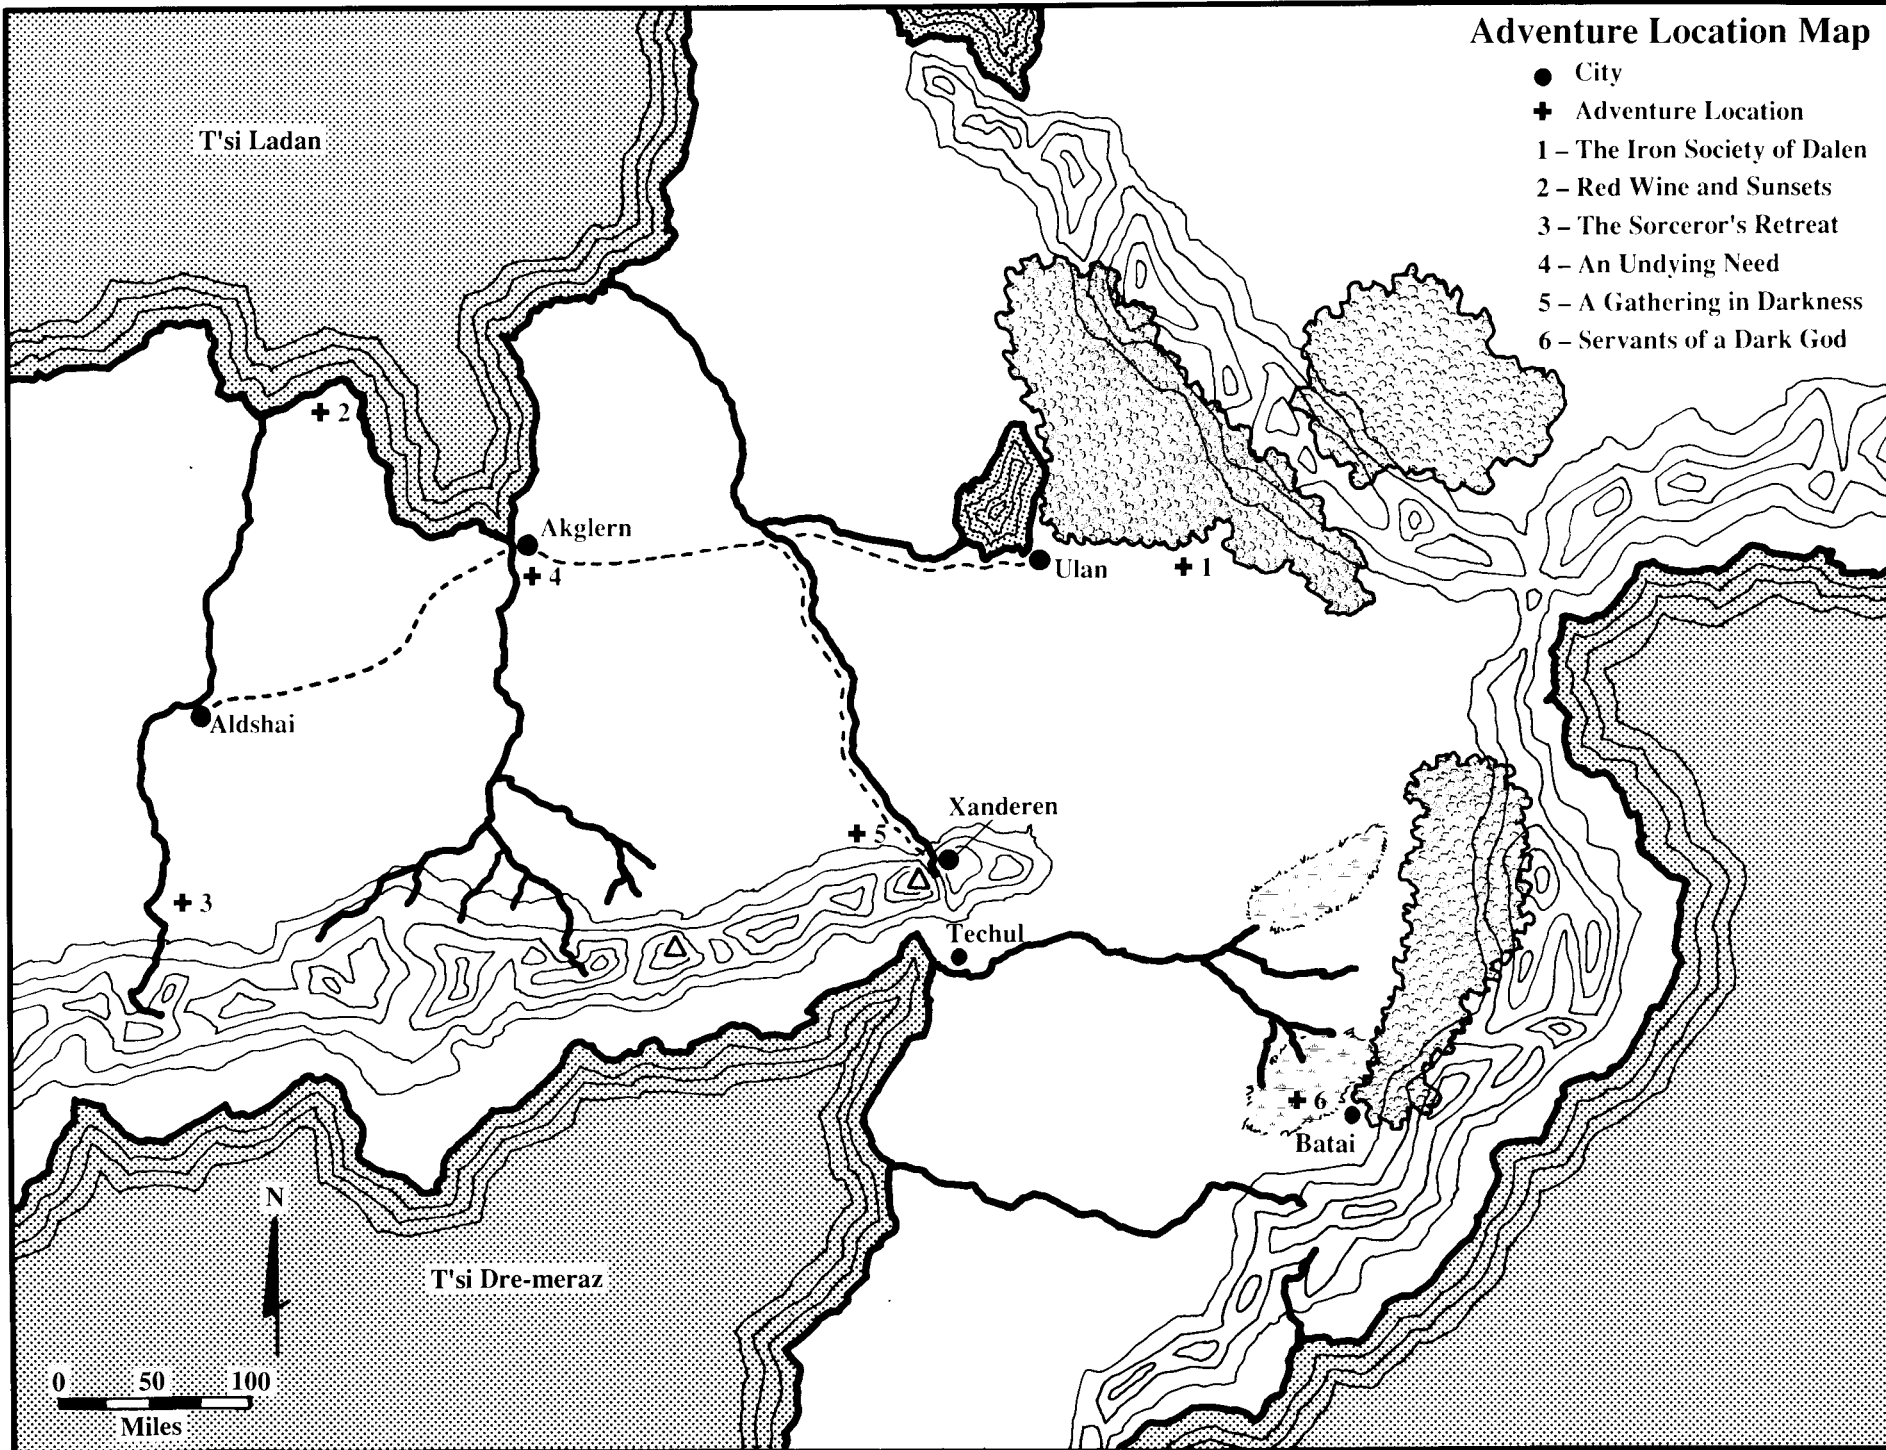 Adventure Location Map
City
Adventure Location
1 – The Iron Society of Dalen
2 – Red Wine and Sunsets
3 – The Sorceror's Retreat
4 – An Undying Need
5 – A Gathering in Darkness
6 – Servants of a Dark God
T'si Ladan
2
Akglern
4
Ulan
1
Aldshai
Xanderen
5
3
Techul
6
Batai
N
T'si Dre-meraz
0 50 100
Miles